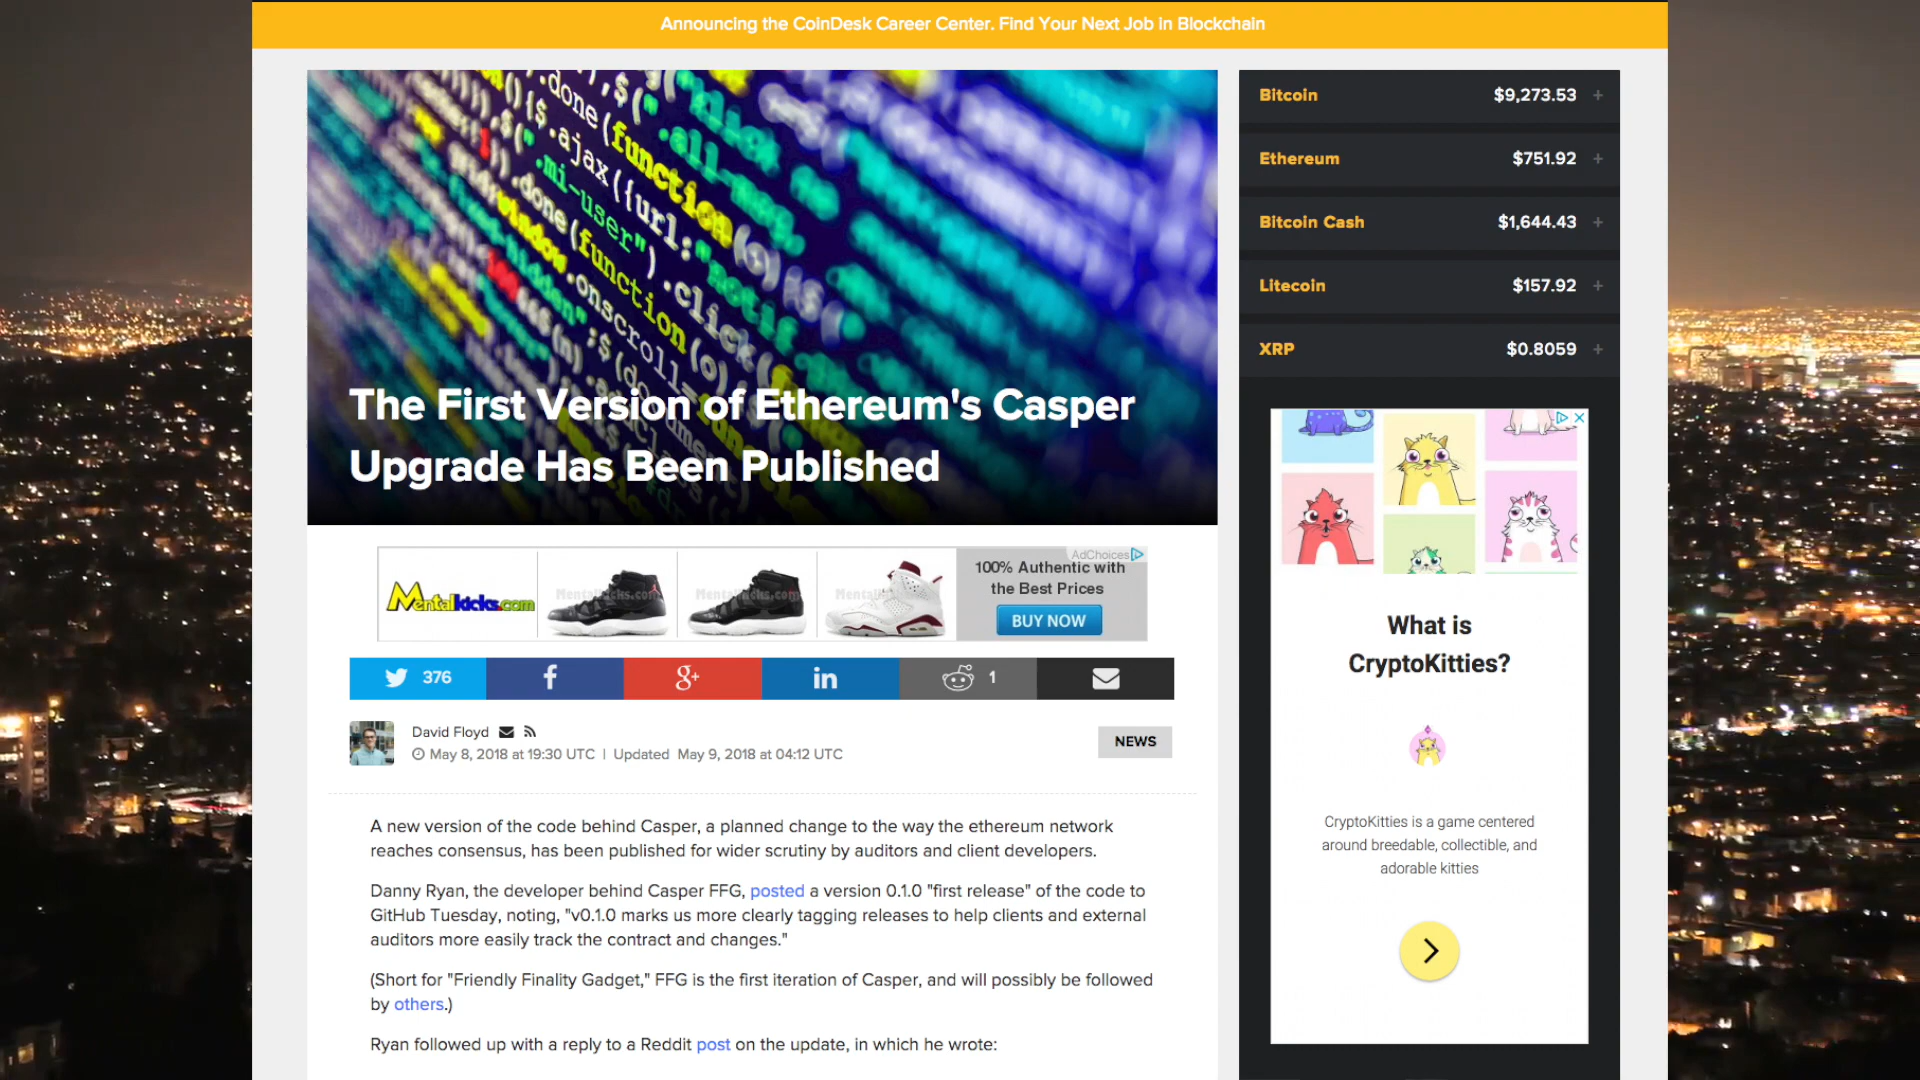 Announcing the CoinDesk Career Center. Find Your Next Job in Blockchain
The First Version of Ethereum's Casper
Upgrade Has Been Published
Bitcoin $9,273.53 +
Ethereum $751.92 +
Bitcoin Cash $1,644.43 +
Litecoin $157.92 +
XRP $0.8059 +
AdChoices
Mentalkicks.com
100% Authentic with
the Best Prices
BUY NOW
376
1
David Floyd
May 8, 2018 at 19:30 UTC | Updated May 9, 2018 at 04:12 UTC
NEWS
A new version of the code behind Casper, a planned change to the way the ethereum network
reaches consensus, has been published for wider scrutiny by auditors and client developers.
Danny Ryan, the developer behind Casper FFG, posted a version 0.1.0 "first release" of the code to
GitHub Tuesday, noting, "v0.1.0 marks us more clearly tagging releases to help clients and external
auditors more easily track the contract and changes."
(Short for "Friendly Finality Gadget," FFG is the first iteration of Casper, and will possibly be followed
by others.)
Ryan followed up with a reply to a Reddit post on the update, in which he wrote:
What is
CryptoKitties?
CryptoKitties is a game centered
around breedable, collectible, and
adorable kitties